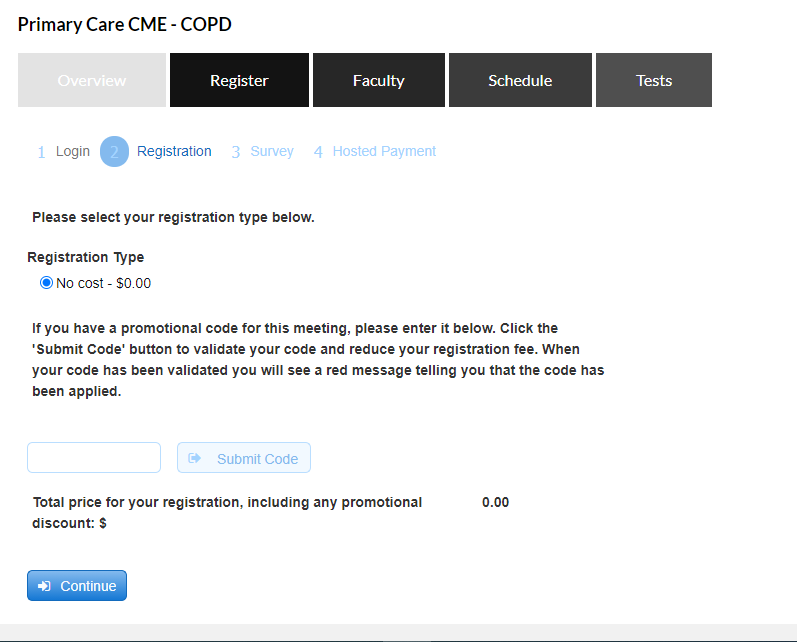 Primary Care CME - COPD
Overview Register Faculty Schedule Tests
1 Login 2 Registration 3 Survey 4 Hosted Payment
Please select your registration type below.
Registration Type
No cost - $0.00
If you have a promotional code for this meeting, please enter it below. Click the
'Submit Code' button to validate your code and reduce your registration fee. When
your code has been validated you will see a red message telling you that the code has
been applied.
Submit Code
Total price for your registration, including any promotional 0.00
discount: $
Continue